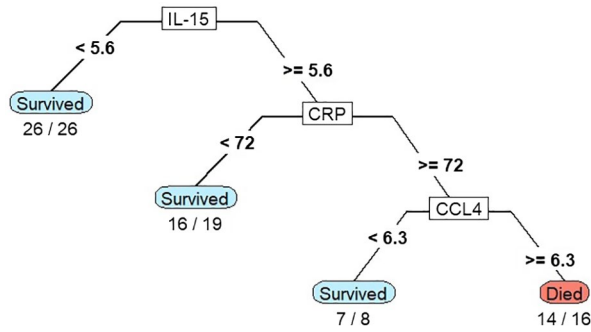 IL-15
< 5.6
>= 5.6
Survived
26 / 26
CRP
< 72
>= 72
Survived
16 / 19
CCL4
< 6.3
>= 6.3
Survived
7 / 8
Died
14 / 16